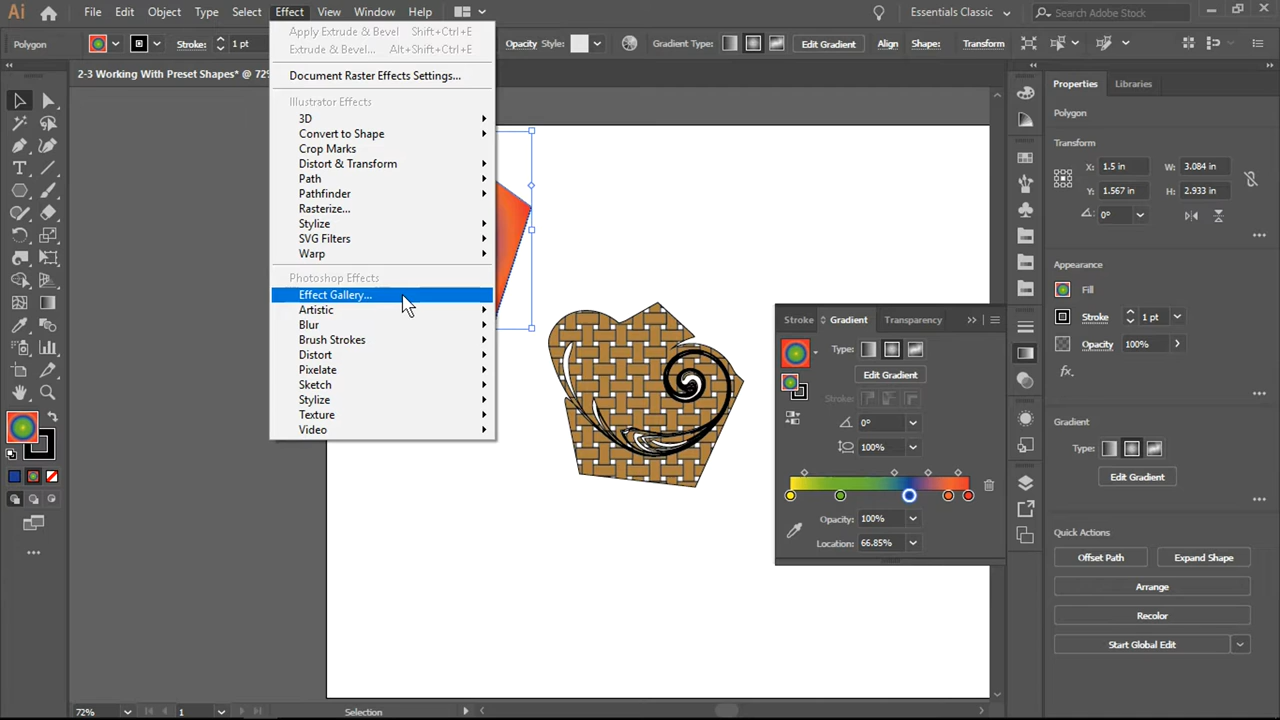 Ai File Edit Object Type Select Effect View Window Help Essentials Classic Search Adobe Stock
Polygon Stroke: 1 pt Opacity Style: Gradient Type: Edit Gradient Align Shape: Transform
2-3 Working With Preset Shapes* @ 72%
Apply Extrude & Bevel Shift+Ctrl+E
Extrude & Bevel... Alt+Shift+Ctrl+E
Document Raster Effects Settings...
Illustrator Effects
3D
Convert to Shape
Crop Marks
Distort & Transform
Path
Pathfinder
Rasterize...
Stylize
SVG Filters
Warp
Photoshop Effects
Effect Gallery...
Artistic
Blur
Brush Strokes
Distort
Pixelate
Sketch
Stylize
Texture
Video
Stroke Gradient Transparency
Type:
Edit Gradient
Stroke:
0°
100%
Opacity: 100%
Location: 66.85%
Properties Libraries
Polygon
Transform
X: 1.5 in W: 3.084 in
Y: 1.567 in H: 2.933 in
0°
Appearance
Fill
Stroke 1 pt
Opacity 100%
fx.
Gradient
Type:
Edit Gradient
Quick Actions
Offset Path Expand Shape
Arrange
Recolor
Start Global Edit
72% 1 Selection